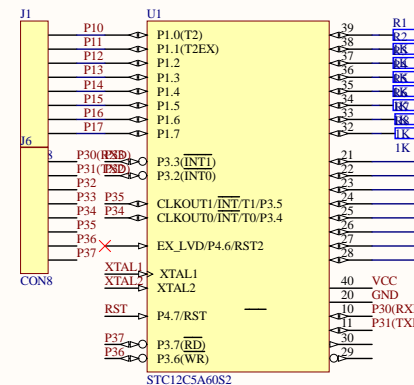 J1
U1
P10
P11
P12
P13
P14
P15
P16
P17
J6
P30(RXD)
P31(TXD)
P32
P33
P34
P35
P36
P37
CON8
P35
P34
XTAL1
XTAL2
RST
P37
P36
P1.0(T2)
P1.1(T2EX)
P1.2
P1.3
P1.4
P1.5
P1.6
P1.7
P3.3(INT1)
P3.2(INT0)
CLKOUT1/INT/T1/P3.5
CLKOUT0/INT/T0/P3.4
EX_LVD/P4.6/RST2
XTAL1
XTAL2
P4.7/RST
P3.7(RD)
P3.6(WR)
STC12C5A60S2
39
38
37
36
35
34
33
32
21
22
23
24
25
26
27
28
40 VCC
20 GND
10 P30(RX
11 P31(TX
30
29
R1
R2
1K
1K